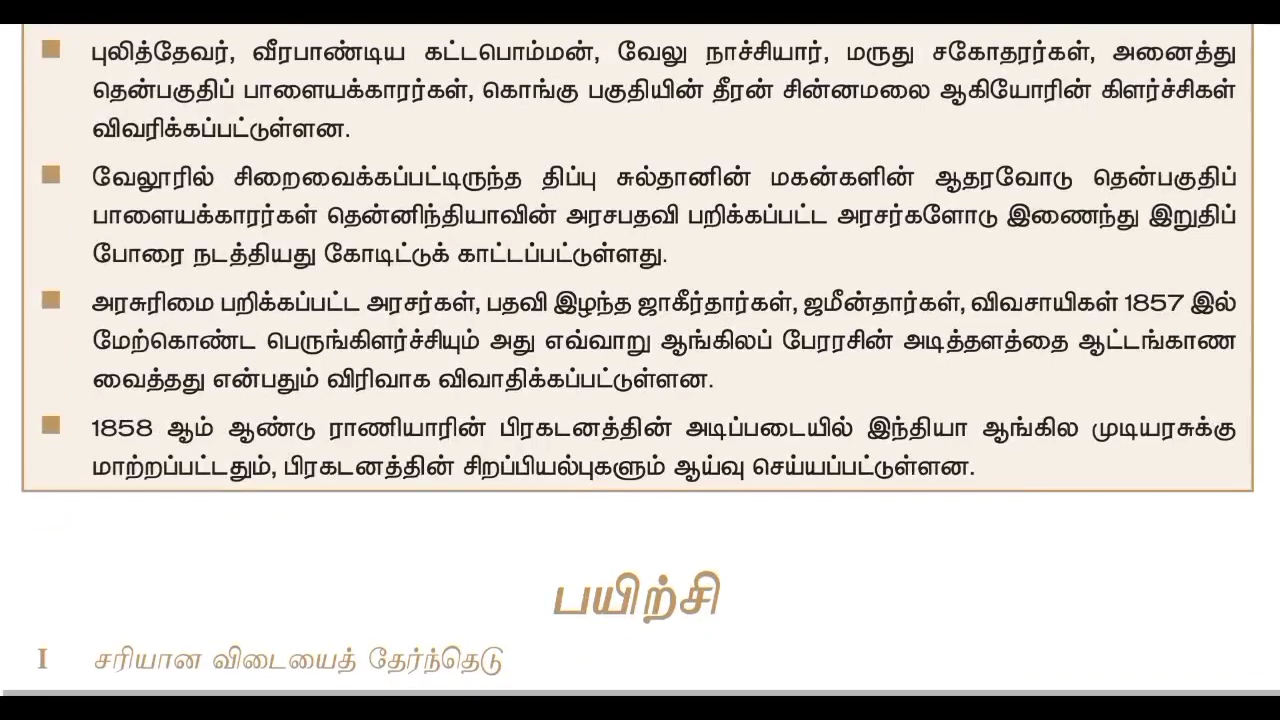 புலித்தேவர், வீரபாண்டிய கட்டபொம்மன், வேலு நாச்சியார், மருது சகோதரர்கள், அனைத்து
தென்பகுதிப் பாளையக்காரர்கள், கொங்கு பகுதியின் தீரன் சின்னமலை ஆகியோரின் கிளர்ச்சிகள்
விவரிக்கப்பட்டுள்ளன.
வேலூரில் சிறைவைக்கப்பட்டிருந்த திப்பு சுல்தானின் மகன்களின் ஆதரவோடு தென்பகுதிப்
பாளையக்காரர்கள் தென்னிந்தியாவின் அரசபதவி பறிக்கப்பட்ட அரசர்களோடு இணைந்து இறுதிப்
போரை நடத்தியது கோடிட்டுக் காட்டப்பட்டுள்ளது.
அரசுரிமை பறிக்கப்பட்ட அரசர்கள், பதவி இழந்த ஜாகீர்தார்கள், ஜமீன்தார்கள், விவசாயிகள் 1857 இல்
மேற்கொண்ட பெருங்கிளர்ச்சியும் அது எவ்வாறு ஆங்கிலப் பேரரசின் அடித்தளத்தை ஆட்டங்காண
வைத்தது என்பதும் விரிவாக விவாதிக்கப்பட்டுள்ளன.
1858 ஆம் ஆண்டு ராணியாரின் பிரகடனத்தின் அடிப்படையில் இந்தியா ஆங்கில முடியரசுக்கு
மாற்றப்பட்டதும், பிரகடனத்தின் சிறப்பியல்புகளும் ஆய்வு செய்யப்பட்டுள்ளன.
பயிற்சி
I சரியான விடையைத் தேர்ந்தெடு